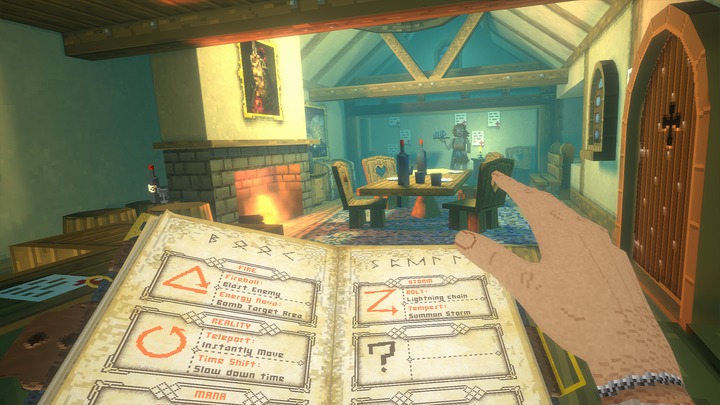 FIRE
Fireball:
Blast Enemy
Energy Nova:
Bomb Target Area
REALITY
Teleport:
Instantly Move
Time Shift:
Slow down time
MANA
STORM
BOLT:
Lightning chain
Tempest:
Summon Storm
?